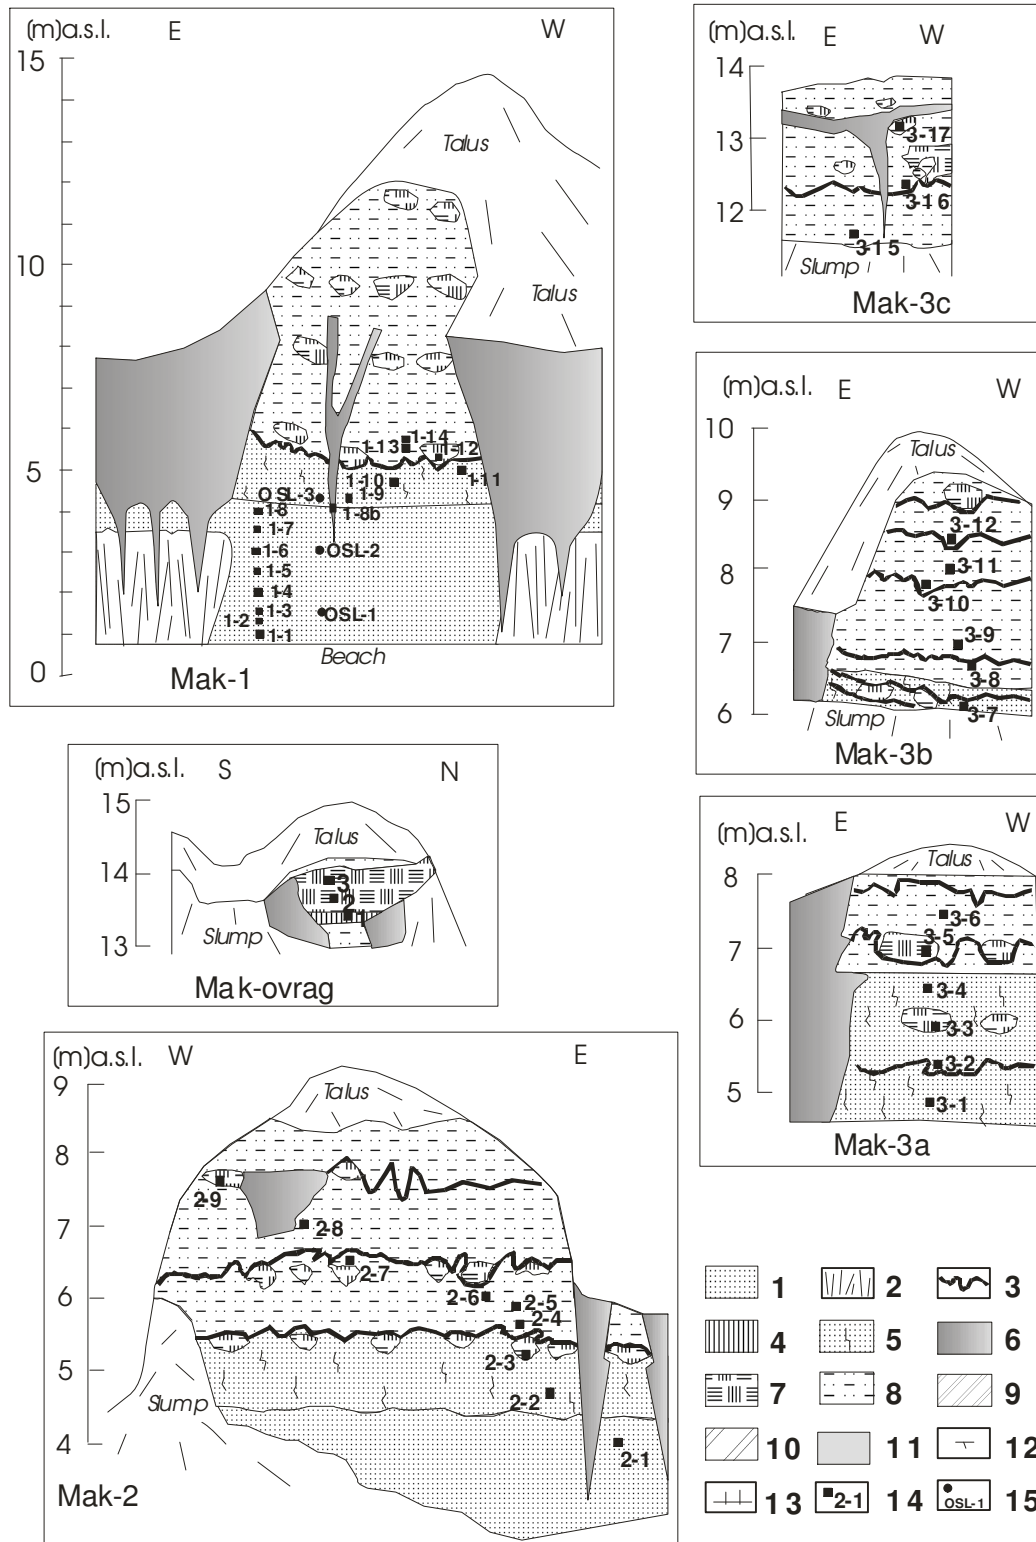 (m)a.s.l. E W
15
Talus
10
Talus
1-14
1-13
1-12
5
1-10
1-11
OSL-3
1-9
1-8
1-8b
1-7
1-6
OSL-2
1-5
1-4
1-3
OSL-1
1-2
1-1
0
Beach
Mak-1
(m)a.s.l. E W
14
13
3-17
3-16
12
3-15
Slump
Mak-3c
(m)a.s.l. E W
10
Talus
9
3-12
8
3-11
3-10
7
3-9
3-8
6
3-7
Slump
Mak-3b
(m)a.s.l. S N
15
Talus
14
3
2
1
13
Slump
Mak-ovrag
(m)a.s.l. E W
Talus
8
3-6
3-5
7
3-4
6
3-3
3-2
5
3-1
Mak-3a
(m)a.s.l. W E
9
Talus
8
2-9
7
2-8
2-7
6
2-6
2-5
2-4
5
2-3
2-2
Slump
4
2-1
Mak-2
1 2 3
4 5 6
7 8 9
10 11 12
13 2-1 14 OSL-1 15